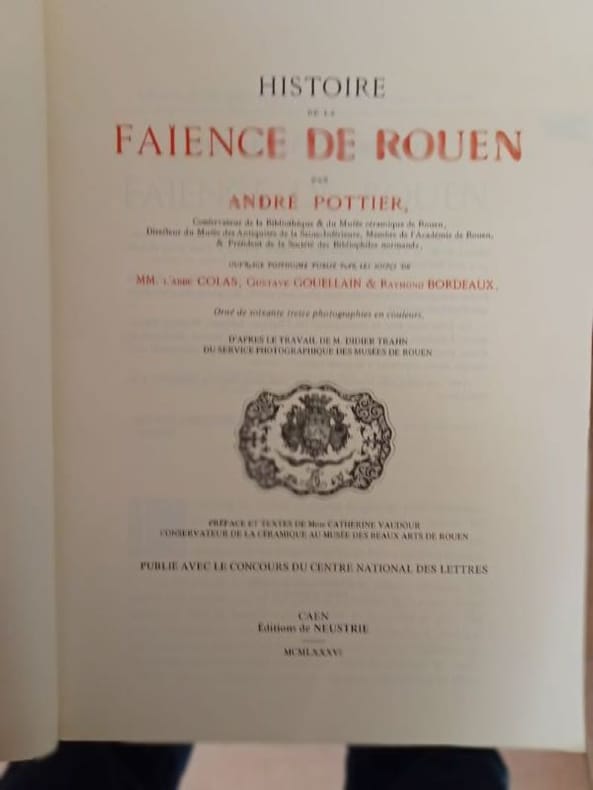 HISTOIRE
DE LA
FAÏENCE DE ROUEN
PAR
ANDRÉ POTTIER,
Conservateur de la Bibliothèque & du Musée céramique de Rouen,
Directeur du Musée des Antiquités de la Seine-Inférieure, Membre de l'Académie de Rouen,
& Président de la Société des Bibliophiles normands.
OUVRAGE POSTHUME PUBLIÉ PAR LES SOINS DE
MM. L'ABBÉ COLAS, GUSTAVE GOUELLAIN & RAYMOND BORDEAUX.
Orné de soixante treize photographies en couleurs.
D'APRÈS LE TRAVAIL DE M. DIDIER TRAHN
DU SERVICE PHOTOGRAPHIQUE DES MUSÉES DE ROUEN
PRÉFACE ET TEXTES DE Mme CATHERINE VAUDOUR
CONSERVATEUR DE LA CÉRAMIQUE AU MUSÉE DES BEAUX ARTS DE ROUEN
PUBLIÉ AVEC LE CONCOURS DU CENTRE NATIONAL DES LETTRES
CAEN
Éditions de NEUSTRIE
MCMLXXXVI